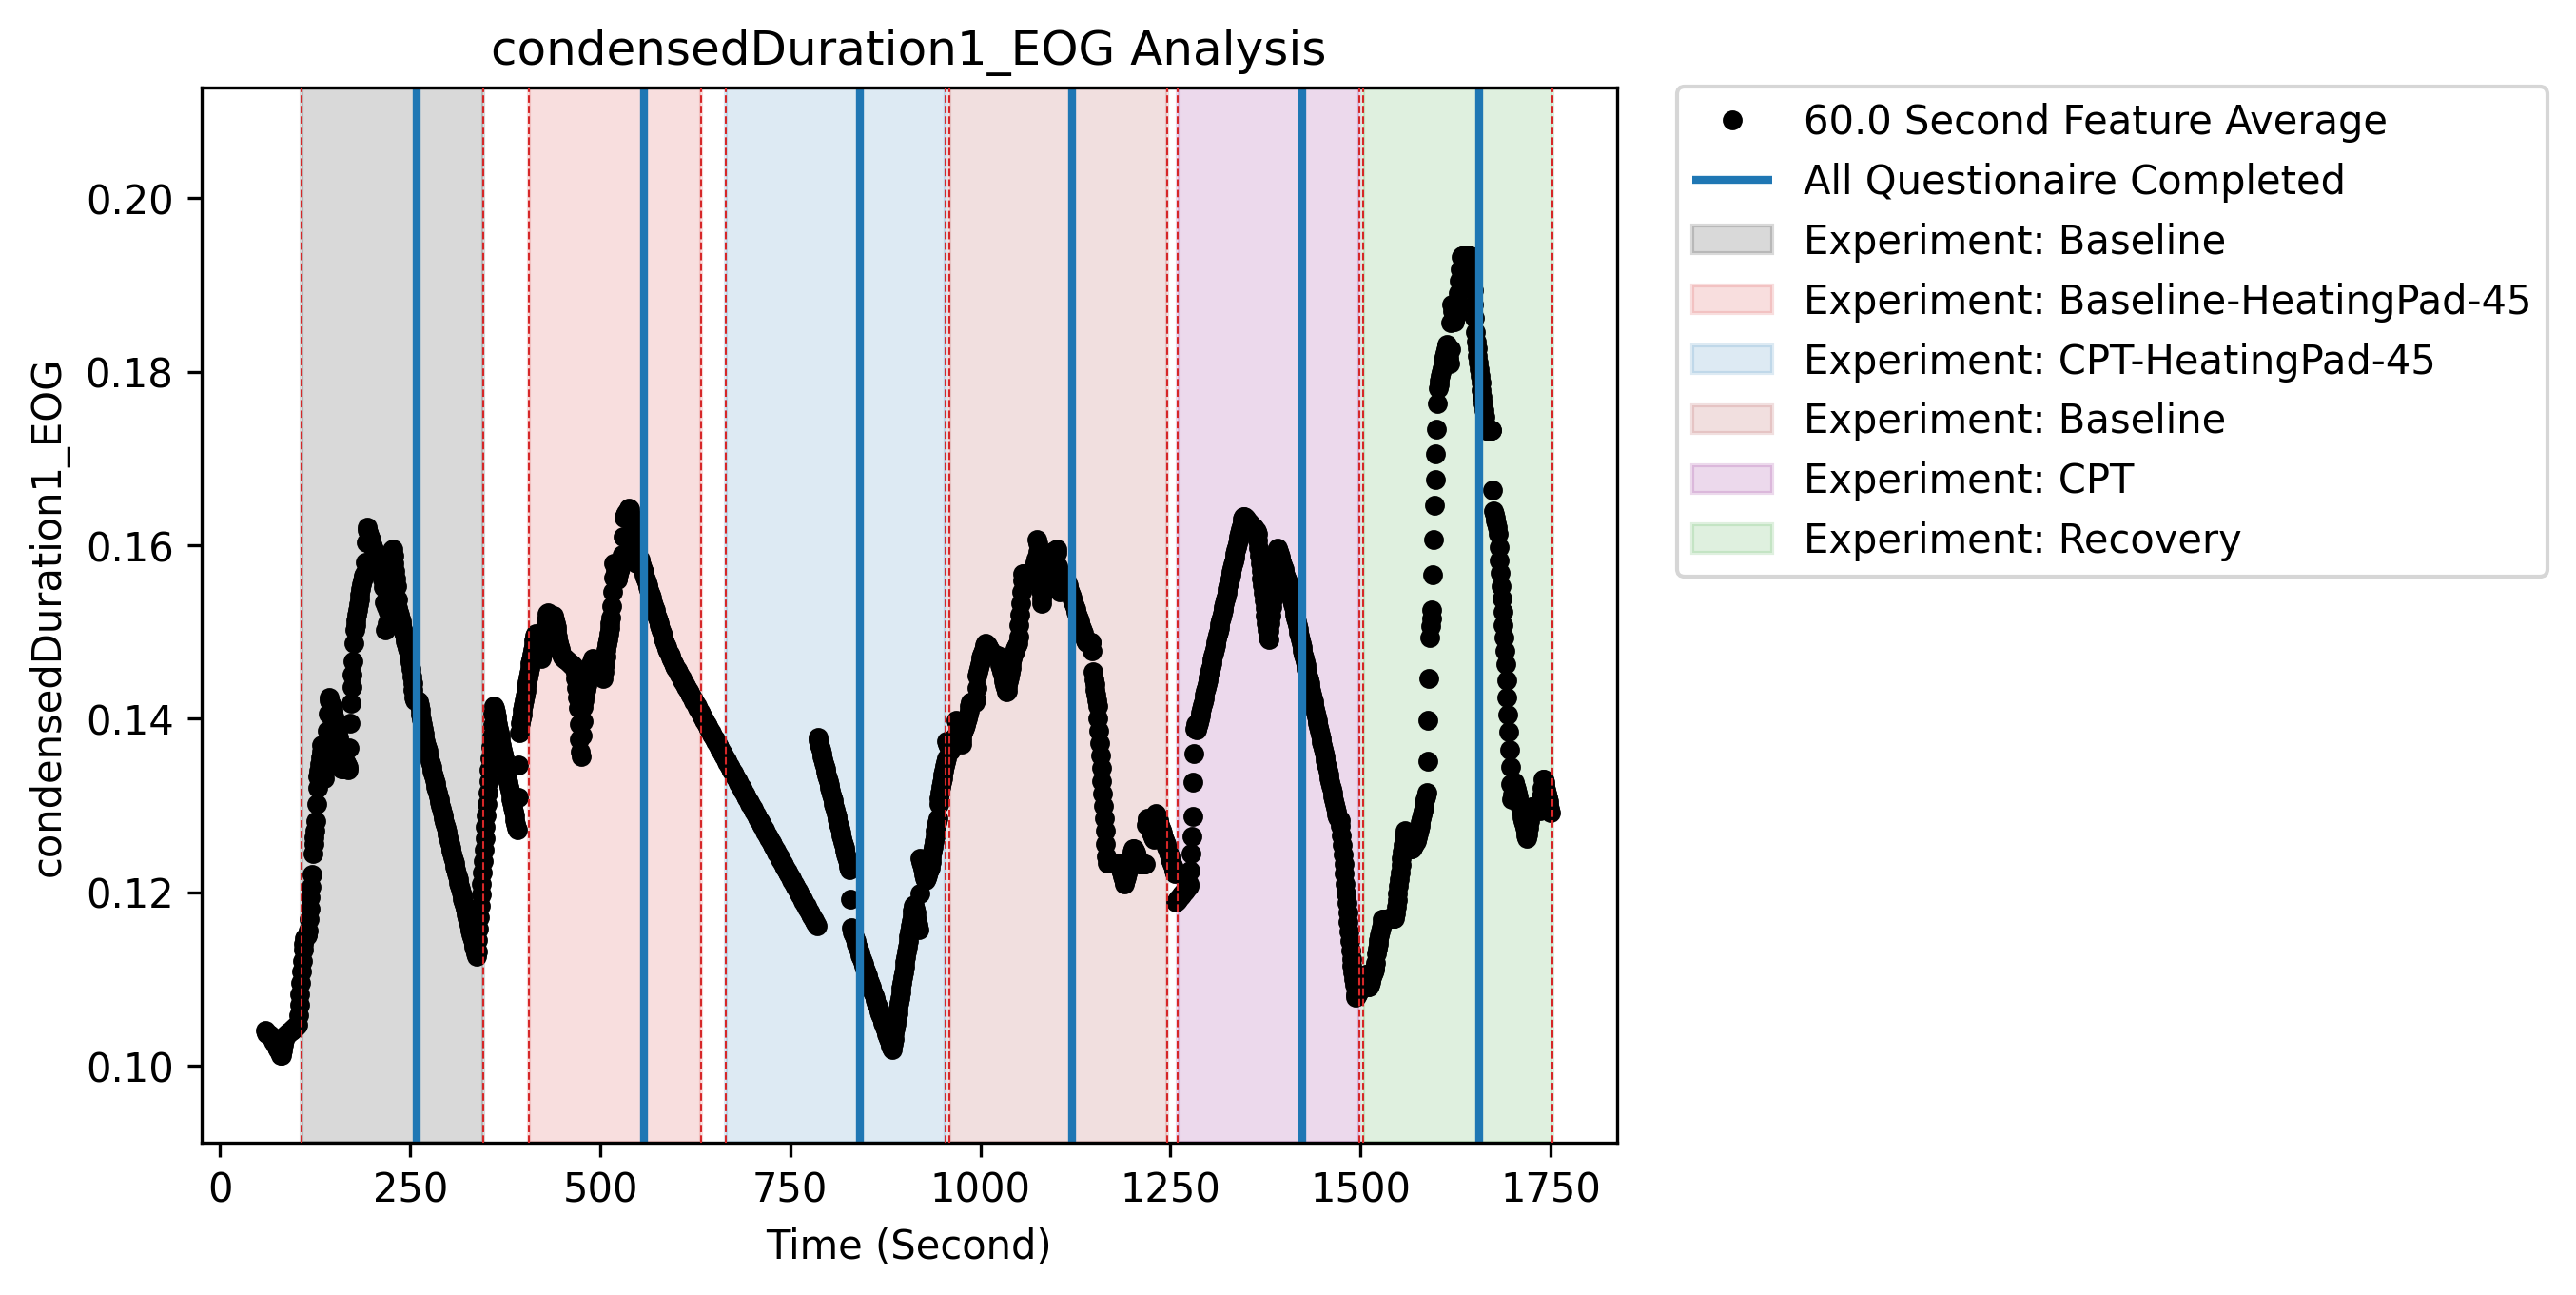 condensedDuration1_EOG Analysis
condensedDuration1_EOG
0.20
0.18
0.16
0.14
0.12
0.10
0 250 500 750 1000 1250 1500 1750
Time (Second)
60.0 Second Feature Average
All Questionaire Completed
Experiment: Baseline
Experiment: Baseline-HeatingPad-45
Experiment: CPT-HeatingPad-45
Experiment: Baseline
Experiment: CPT
Experiment: Recovery